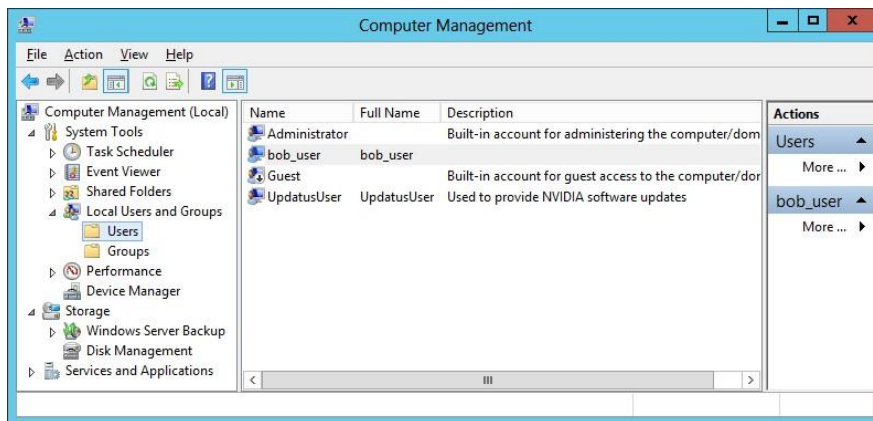 Computer Management
File Action View Help
Computer Management (Local)
System Tools
Task Scheduler
Event Viewer
Shared Folders
Local Users and Groups
Users
Groups
Performance
Device Manager
Storage
Windows Server Backup
Disk Management
Services and Applications
Name Full Name Description
Administrator Built-in account for administering the computer/dom
bob_user bob_user
Guest Built-in account for guest access to the computer/dor
UpdatusUser UpdatusUser Used to provide NVIDIA software updates
Actions
Users
More ...
bob_user
More ...